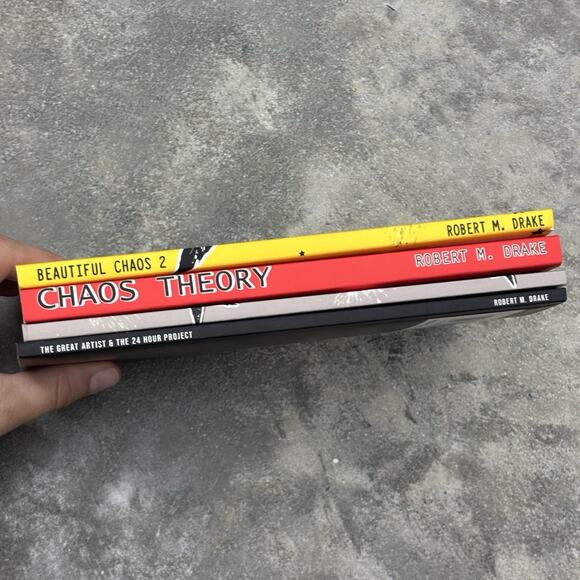 BEAUTIFUL CHAOS 2 ROBERT M. DRAKE
CHAOS THEORY ROBERT M. DRAKE
THE GREAT ARTIST & THE 24 HOUR PROJECT ROBERT M. DRAKE